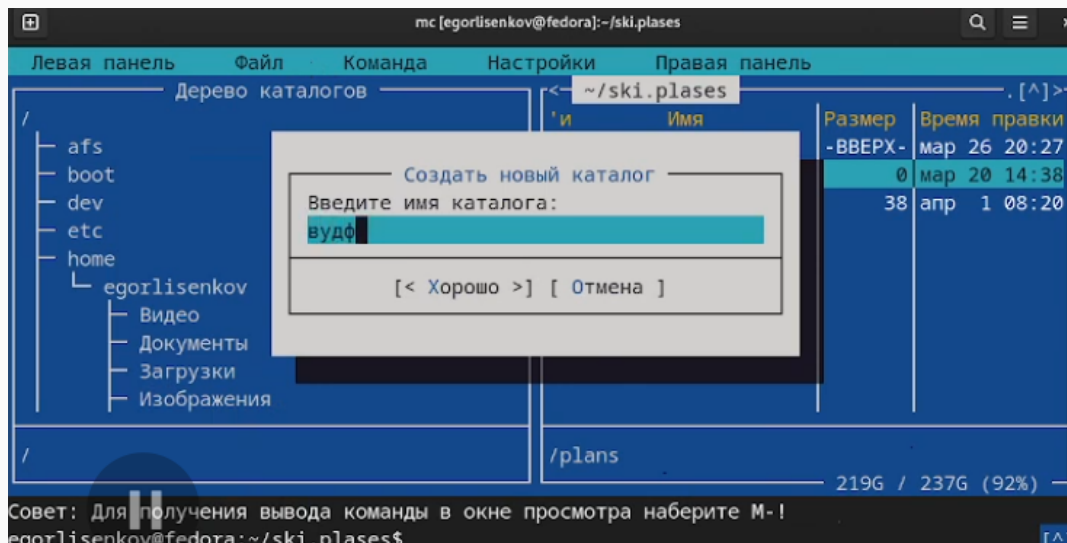 mc [egorlisenkov@fedora]:~/ski.plases
Левая панель Файл Команда Настройки Правая панель
Дерево каталогов
<— ~/ski.plases .[^]>
/ 'и Имя Размер Время правки
afs -ВВЕРХ- мар 26 20:27
boot 0 мар 20 14:38
dev 38 апр 1 08:20
etc
home
egorlisenkov
Видео
Документы
Загрузки
Изображения
Создать новый каталог
Введите имя каталога:
вудф
[< Хорошо >] [ Отмена ]
/ /plans
219G / 237G (92%)
Совет: Для получения вывода команды в окне просмотра наберите M-!
egorlisenkov@fedora:~/ski.plases$ [^